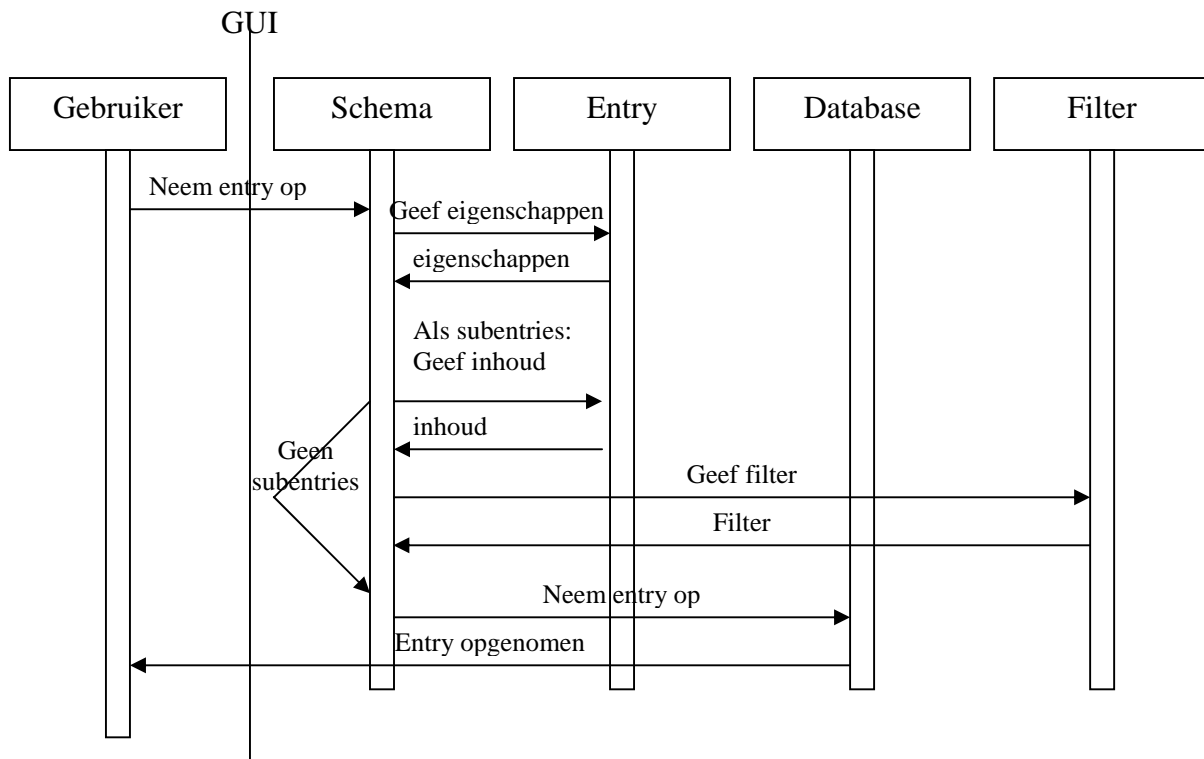 GUI
Gebruiker
Schema
Entry
Database
Filter
Neem entry op
Geef eigenschappen
eigenschappen
Als subentries:
Geef inhoud
inhoud
Geen
subentries
Geef filter
Filter
Neem entry op
Entry opgenomen